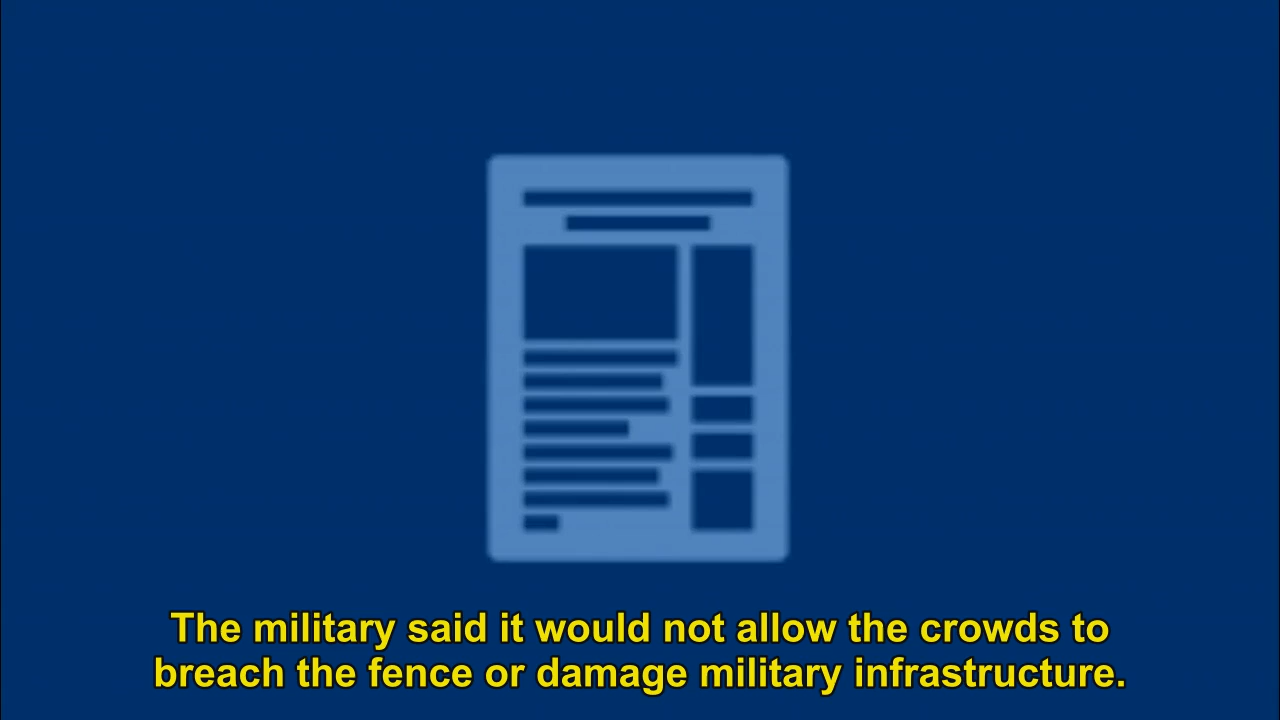 The military said it would not allow the crowds to
breach the fence or damage military infrastructure.